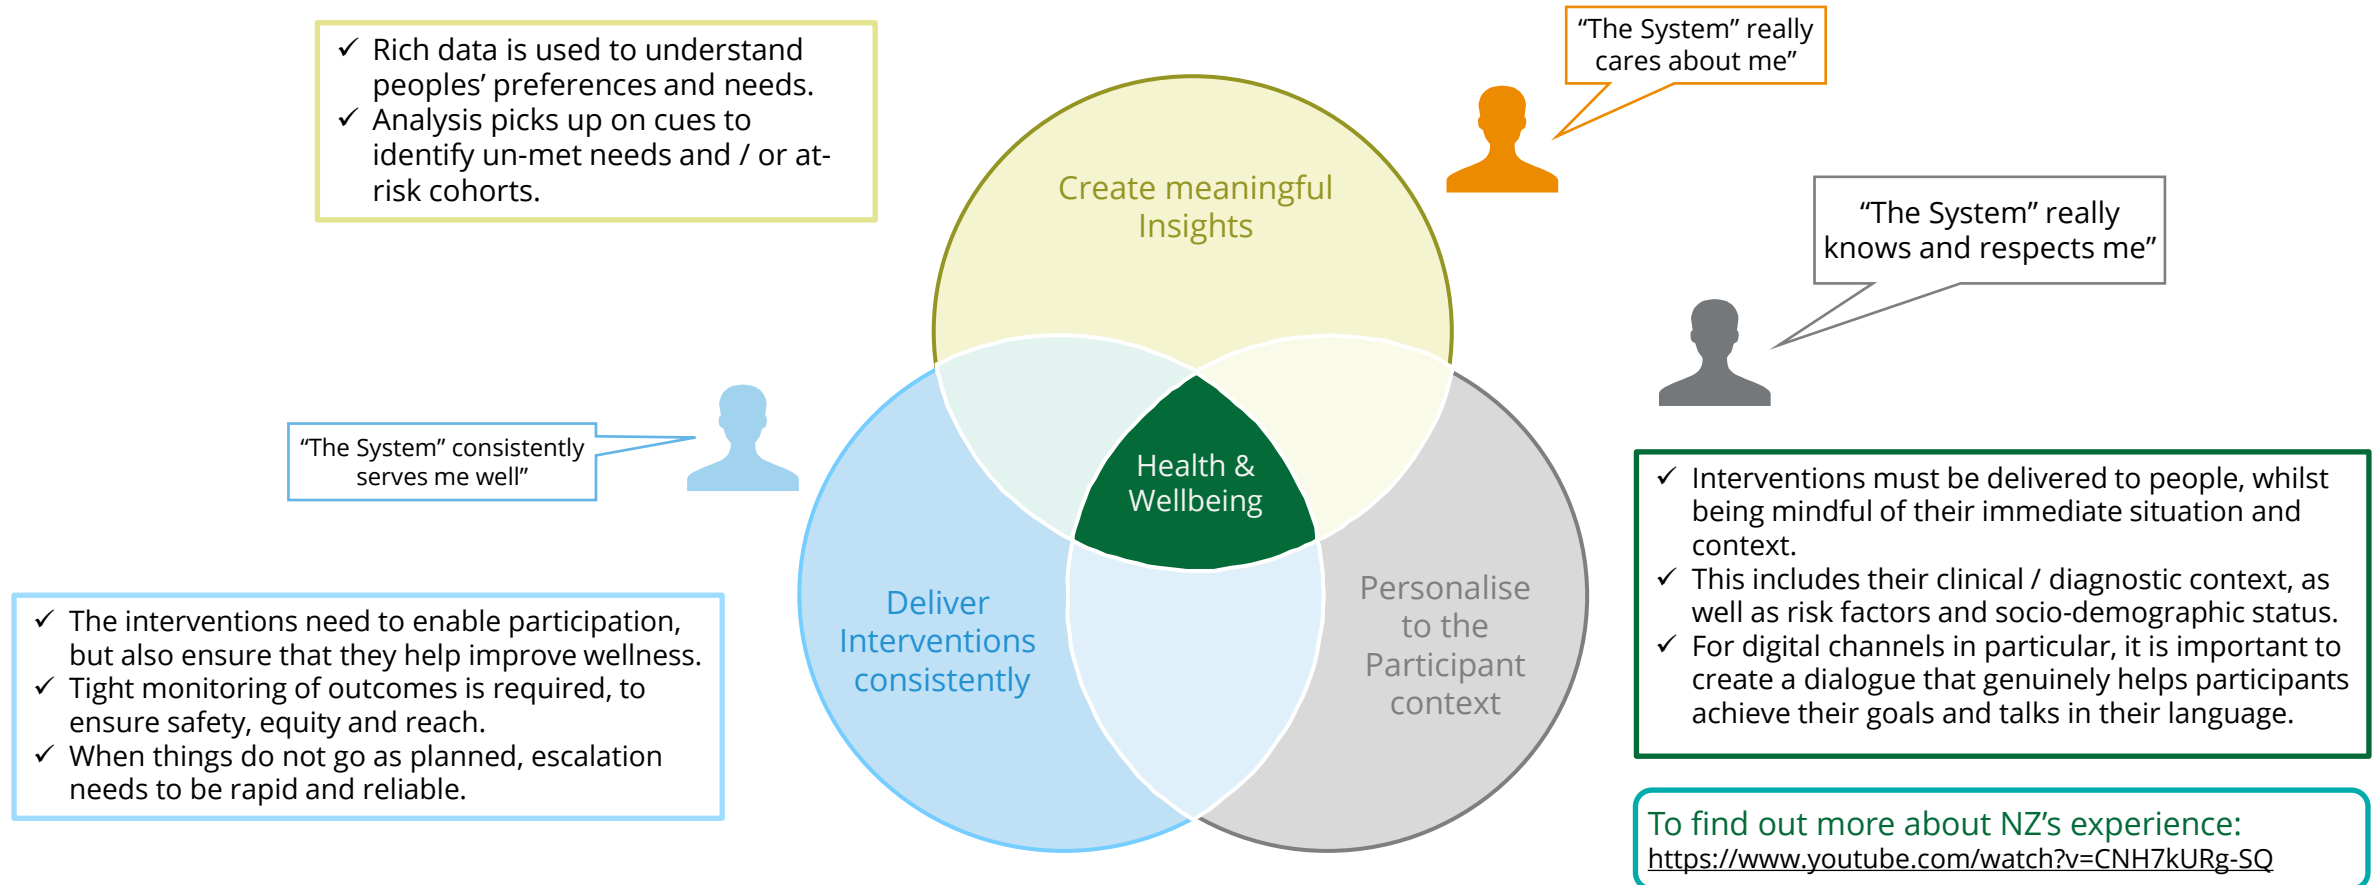 ✓ Rich data is used to understand
peoples’ preferences and needs.
✓ Analysis picks up on cues to
identify un-met needs and / or at-
risk cohorts.
“The System” really
cares about me”
Create meaningful
Insights
“The System” really
knows and respects me”
“The System” consistently
serves me well”
Health &
Wellbeing
Deliver
Interventions
consistently
Personalise
to the
Participant
context
✓ The interventions need to enable participation,
but also ensure that they help improve wellness.
✓ Tight monitoring of outcomes is required, to
ensure safety, equity and reach.
✓ When things do not go as planned, escalation
needs to be rapid and reliable.
✓ Interventions must be delivered to people, whilst
being mindful of their immediate situation and
context.
✓ This includes their clinical / diagnostic context, as
well as risk factors and socio-demographic status.
✓ For digital channels in particular, it is important to
create a dialogue that genuinely helps participants
achieve their goals and talks in their language.
To find out more about NZ’s experience:
https://www.youtube.com/watch?v=CNH7kURg-SQ